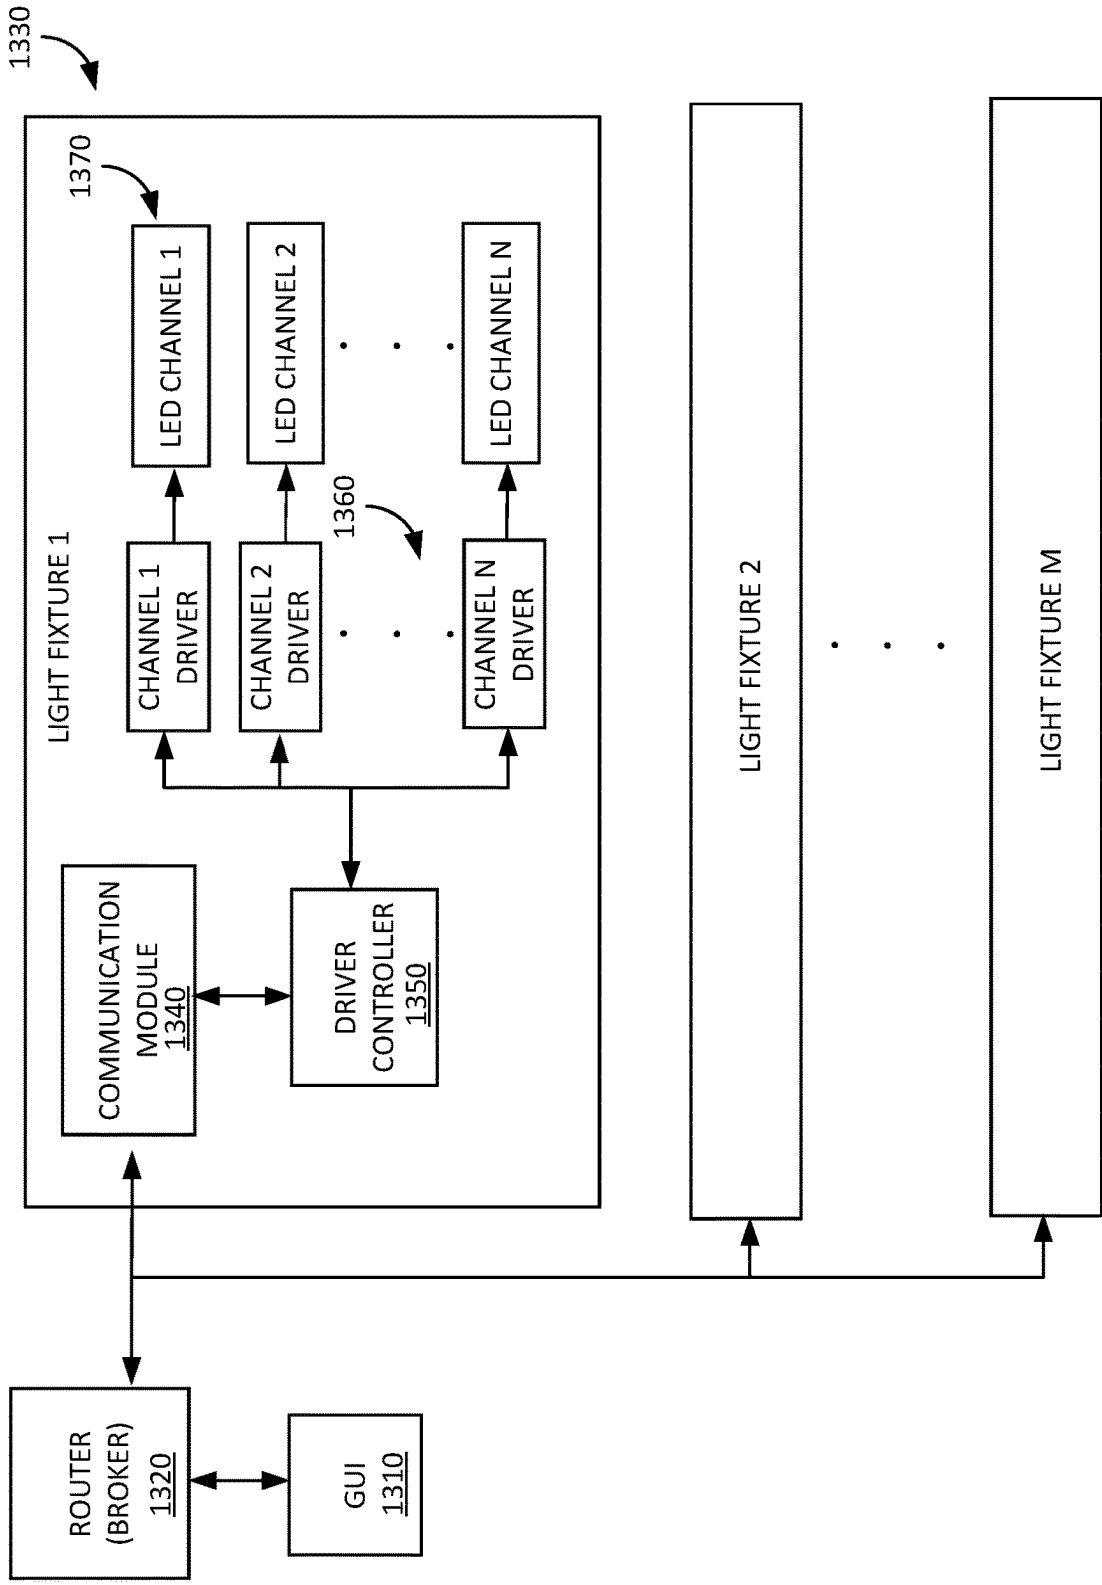 1330
LIGHT FIXTURE 1
1370
COMMUNICATION
MODULE
1340
DRIVER
CONTROLLER
1350
CHANNEL 1
DRIVER
LED CHANNEL 1
CHANNEL 2
DRIVER
LED CHANNEL 2
1360
CHANNEL N
DRIVER
LED CHANNEL N
ROUTER
(BROKER)
1320
GUI
1310
LIGHT FIXTURE 2
LIGHT FIXTURE M